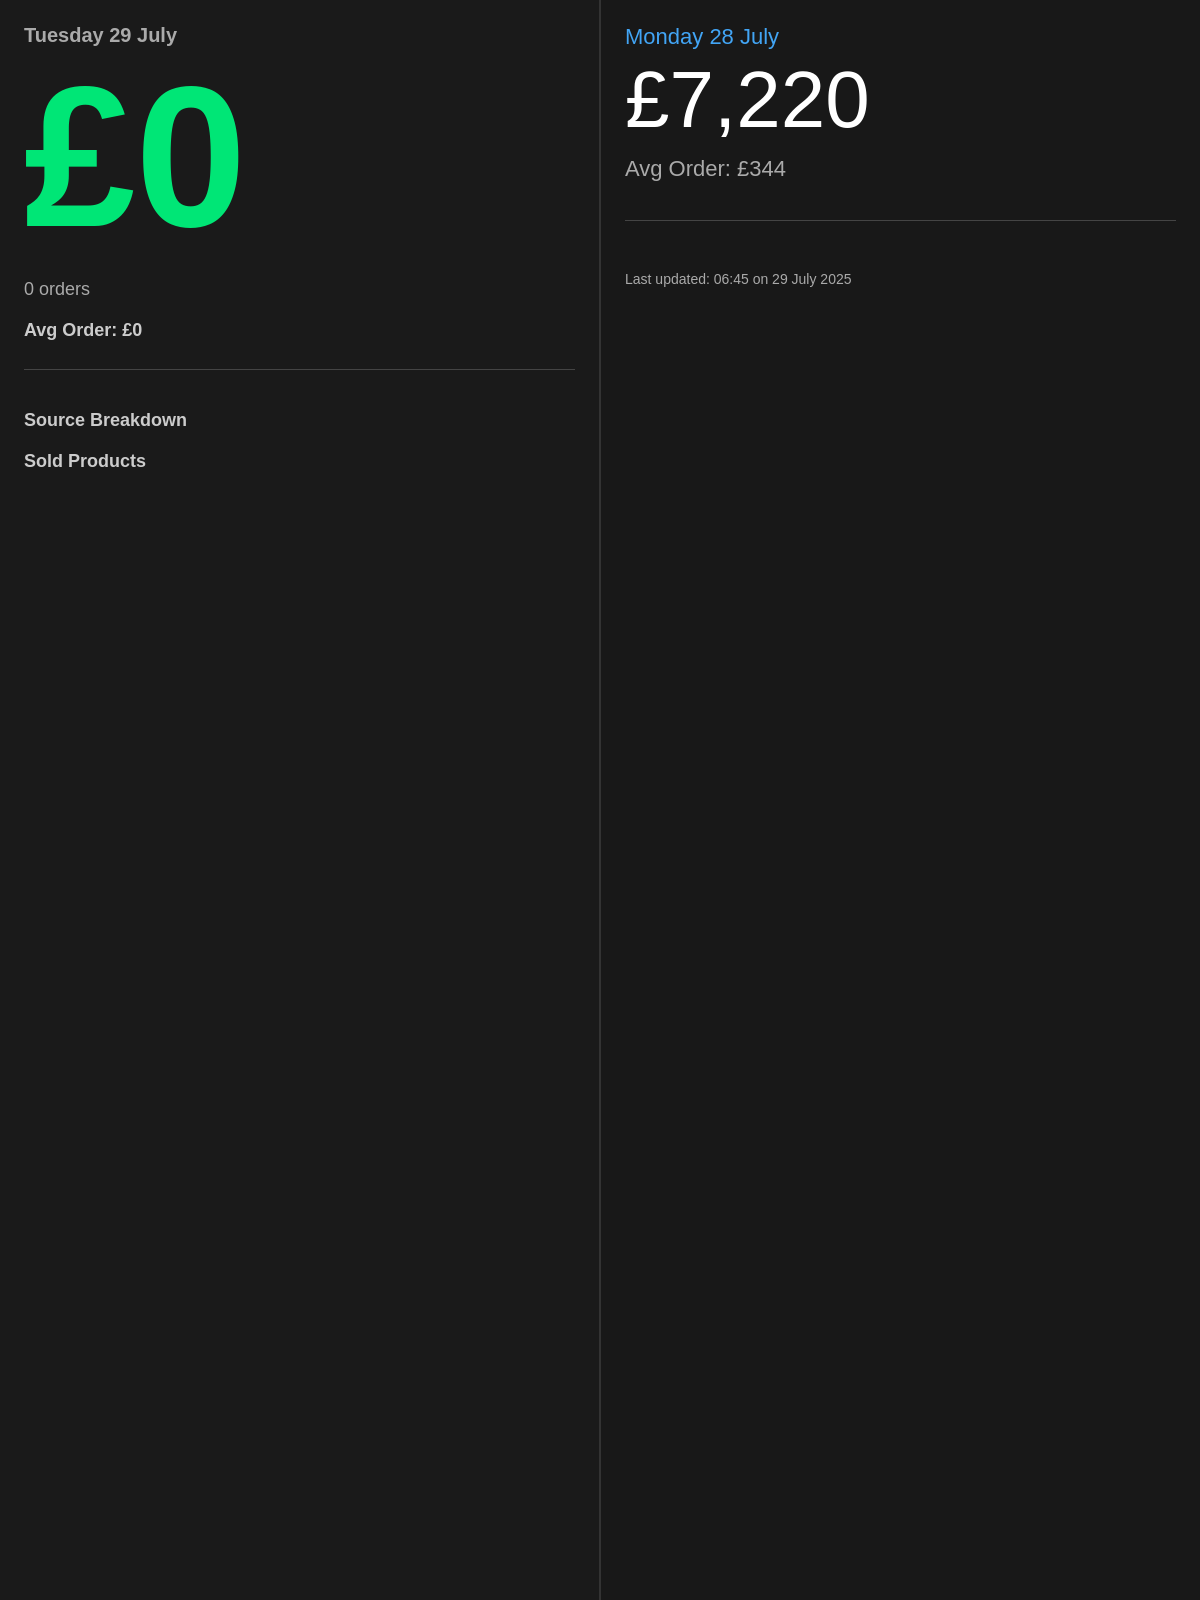 Tuesday 29 July
£0
0 orders
Avg Order: £0
Source Breakdown
Sold Products
Monday 28 July
£7,220
Avg Order: £344
Last updated: 06:45 on 29 July 2025